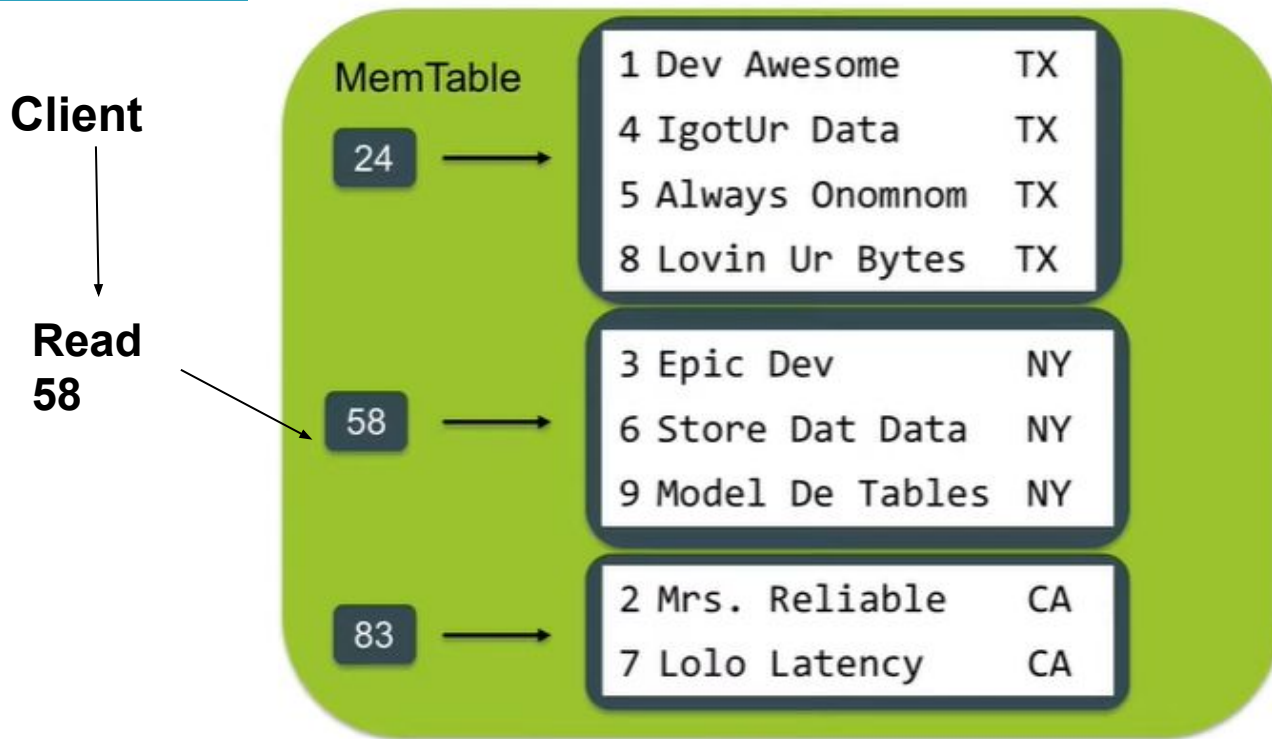 Client
Read
58
MemTable
24
1 Dev Awesome TX
4 IgotUr Data TX
5 Always Onomnom TX
8 Lovin Ur Bytes TX
58
3 Epic Dev NY
6 Store Dat Data NY
9 Model De Tables NY
83
2 Mrs. Reliable CA
7 Lolo Latency CA